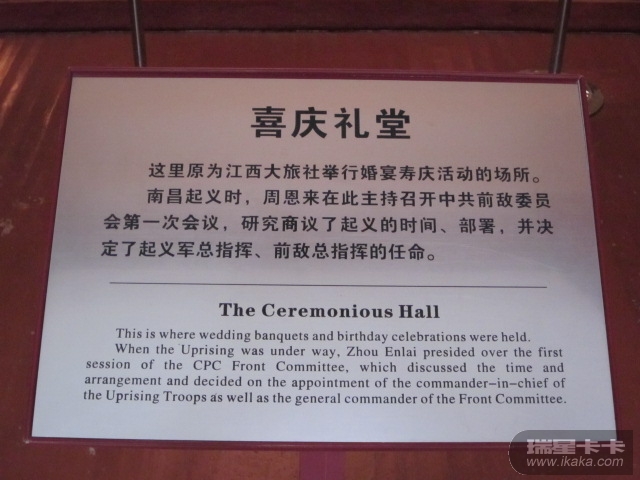 喜庆礼堂
这里原为江西大旅社举行婚宴寿庆活动的场所。
南昌起义时，周恩来在此主持召开中共前敌委员
会第一次会议，研究商议了起义的时间、部署，并决
定了起义军总指挥、前敌总指挥的任命。
The Ceremonious Hall
This is where wedding banquets and birthday celebrations were held.
When the Uprising was under way, Zhou Enlai presided over the first
session of the CPC Front Committee, which discussed the time and
arrangement and decided on the appointment of the commander-in-chief of
the Uprising Troops as well as the general commander of the Front Committee.
瑞星卡卡
www.ikaka.com